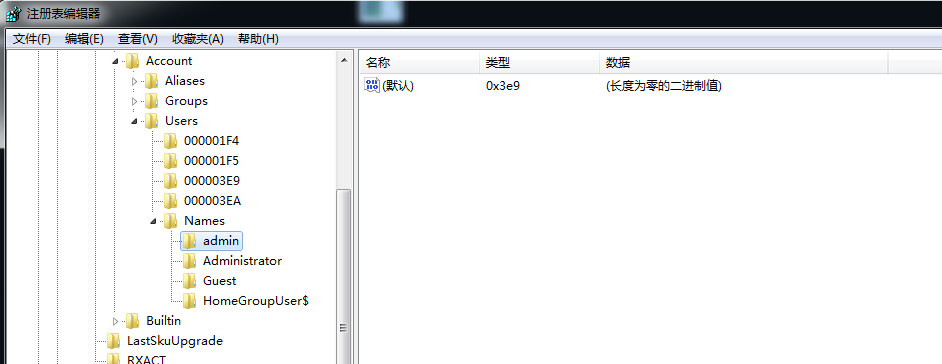 注册表编辑器
文件(F) 编辑(E) 查看(V) 收藏夹(A) 帮助(H)
Account
Aliases
Groups
Users
000001F4
000001F5
000003E9
000003EA
Names
admin
Administrator
Guest
HomeGroupUser$
Builtin
LastSkuUpgrade
RXACT
名称 类型 数据
(默认) 0x3e9 (长度为零的二进制值)